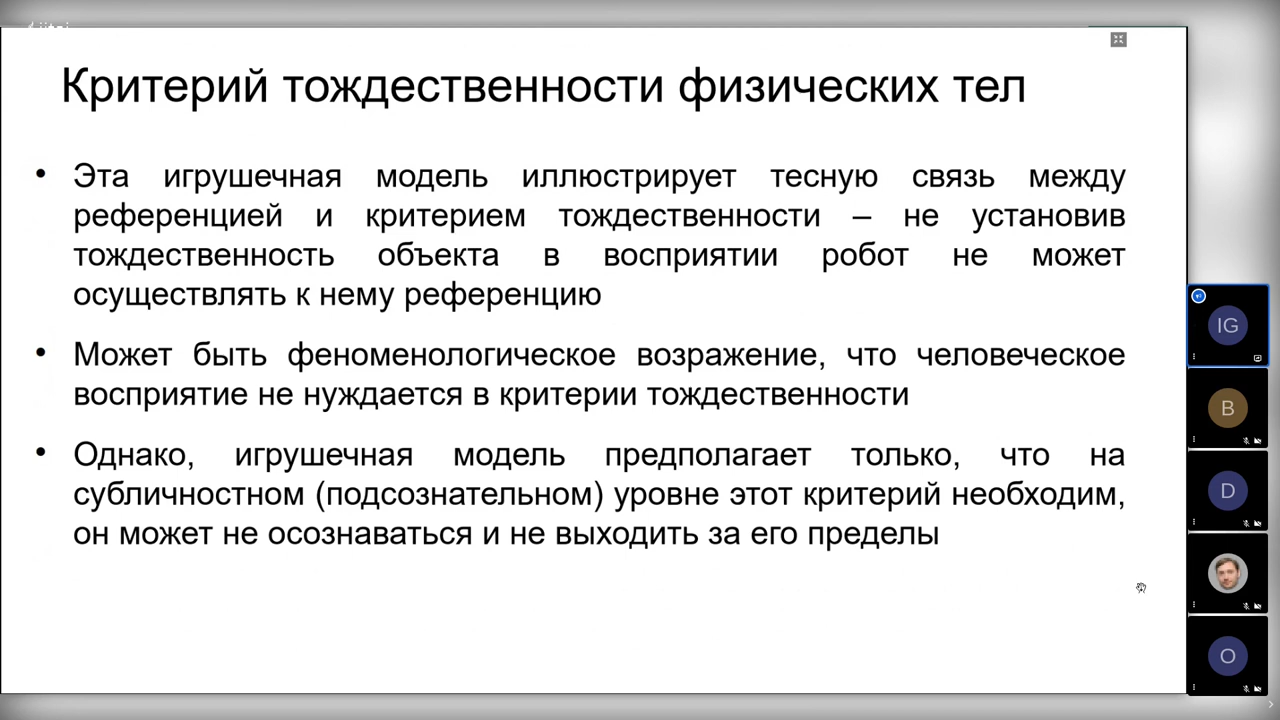 Критерий тождественности физических тел
• Эта игрушечная модель иллюстрирует тесную связь между
референцией и критерием тождественности – не установив
тождественность объекта в восприятии робот не может
осуществлять к нему референцию
• Может быть феноменологическое возражение, что человеческое
восприятие не нуждается в критерии тождественности
• Однако, игрушечная модель предполагает только, что на
субличностном (подсознательном) уровне этот критерий необходим,
он может не осознаваться и не выходить за его пределы
IG
B
D
O